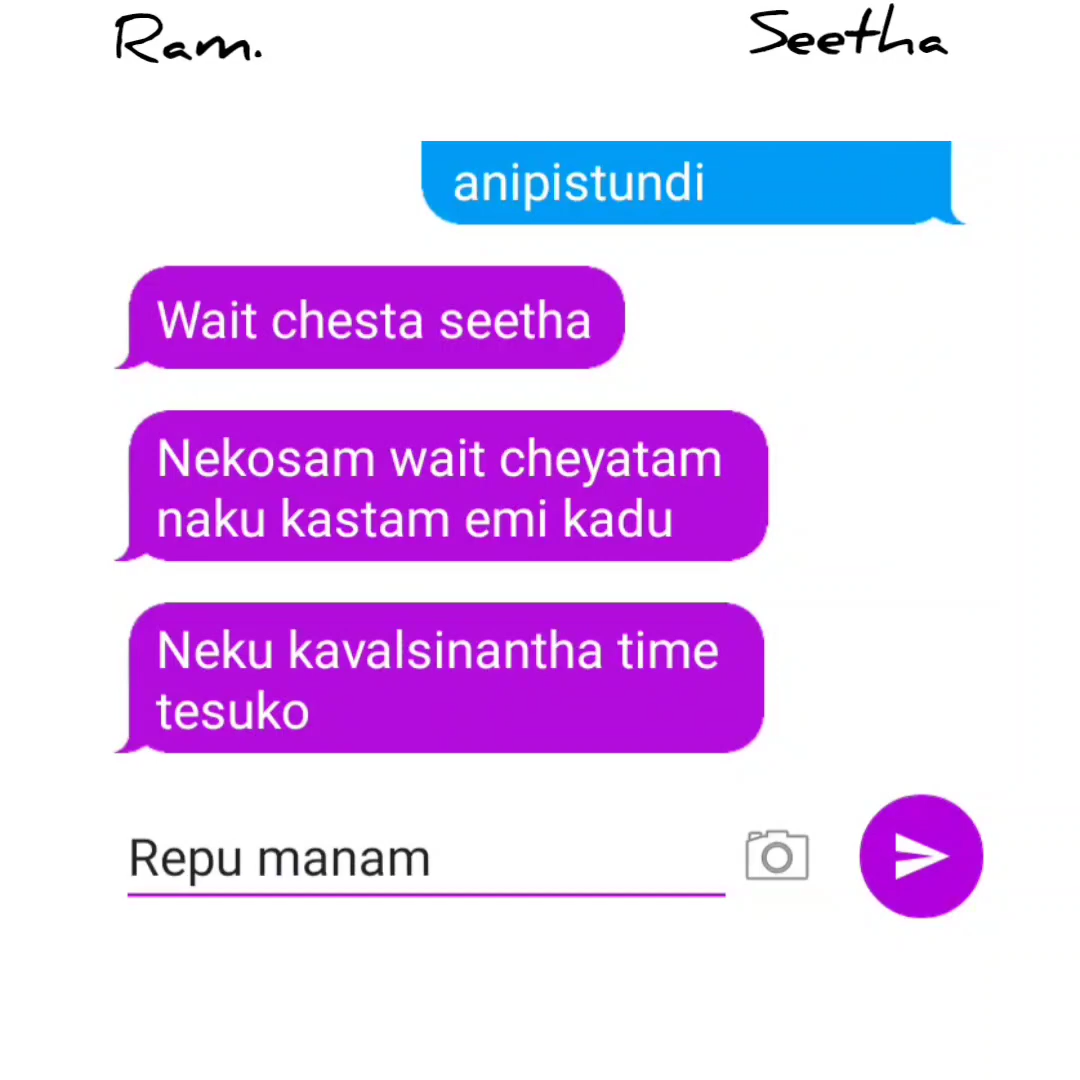 Ram. Seetha
anipistundi
Wait chesta seetha
Nekosam wait cheyatam
naku kastam emi kadu
Neku kavalsinantha time
tesuko
Repu manam